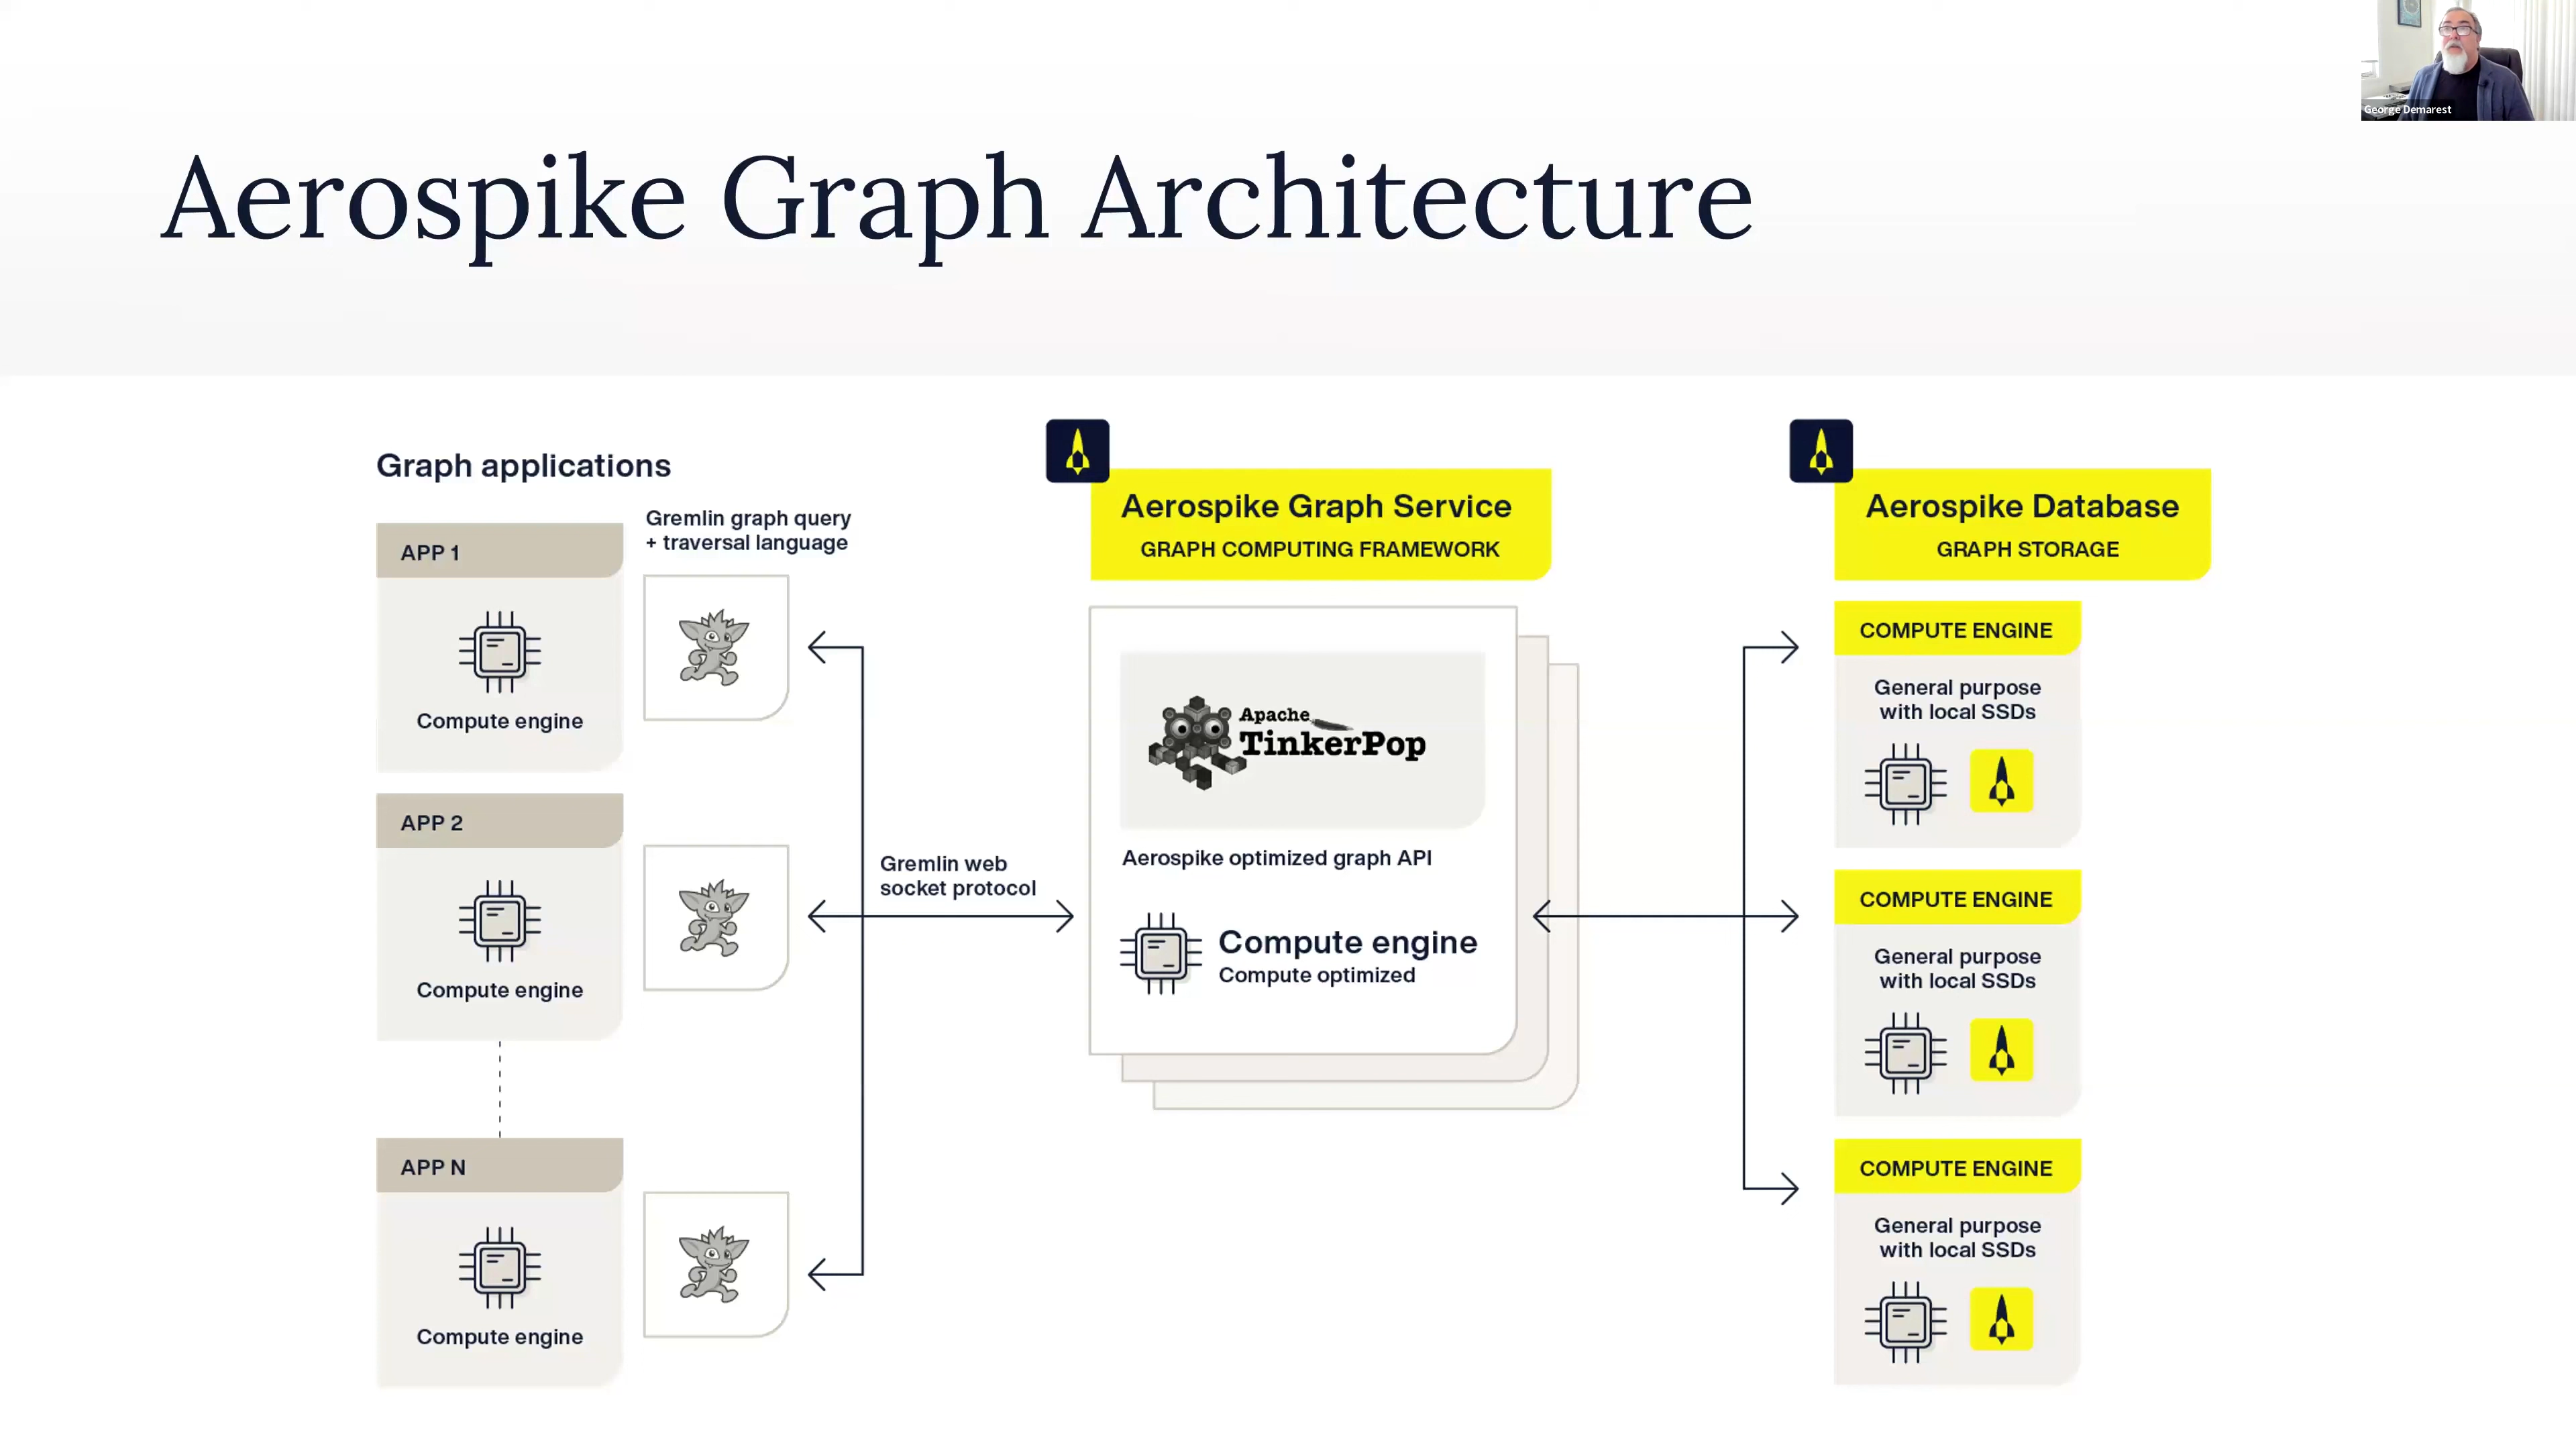 George Demarest
Aerospike Graph Architecture
Graph applications
Gremlin graph query
+ traversal language
APP 1
Compute engine
APP 2
Compute engine
APP N
Compute engine
Gremlin web
socket protocol
Aerospike Graph Service
GRAPH COMPUTING FRAMEWORK
Apache
TinkerPop
Aerospike optimized graph API
Compute engine
Compute optimized
Aerospike Database
GRAPH STORAGE
COMPUTE ENGINE
General purpose
with local SSDs
COMPUTE ENGINE
General purpose
with local SSDs
COMPUTE ENGINE
General purpose
with local SSDs